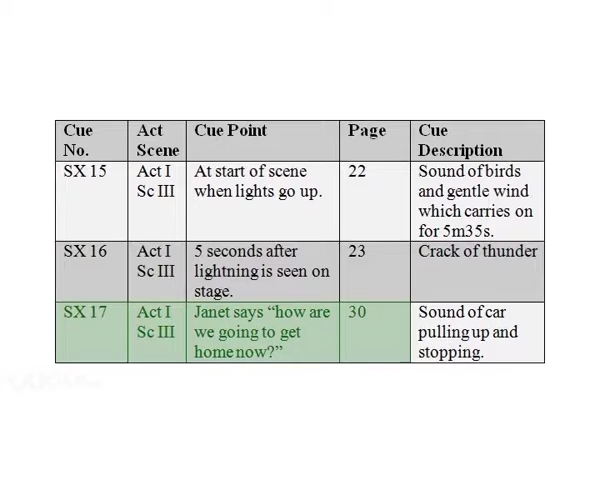 Cue No. Act Scene Cue Point Page Cue Description
SX 15 Act I Sc III At start of scene when lights go up. 22 Sound of birds and gentle wind which carries on for 5m35s.
SX 16 Act I Sc III 5 seconds after lightning is seen on stage. 23 Crack of thunder
SX 17 Act I Sc III Janet says “how are we going to get home now?” 30 Sound of car pulling up and stopping.